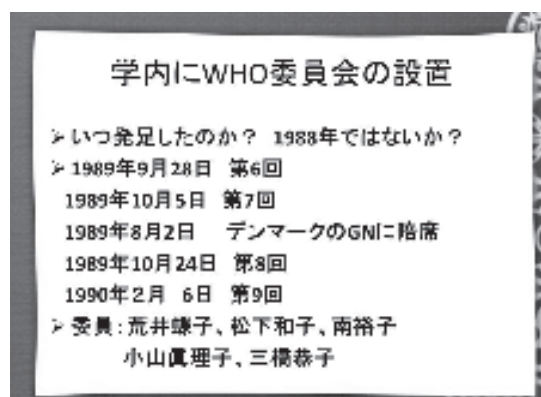 学内にWHO委員会の設置
➢いつ発足したのか? 1988年ではないか?
➢1989年9月28日 第6回
1989年10月5日 第7回
1989年8月2日 デンマークのGNに陪席
1989年10月24日 第8回
1990年2月 6日 第9回
➢委員:荒井蝶子、松下和子、南裕子
小山眞理子、三橋恭子